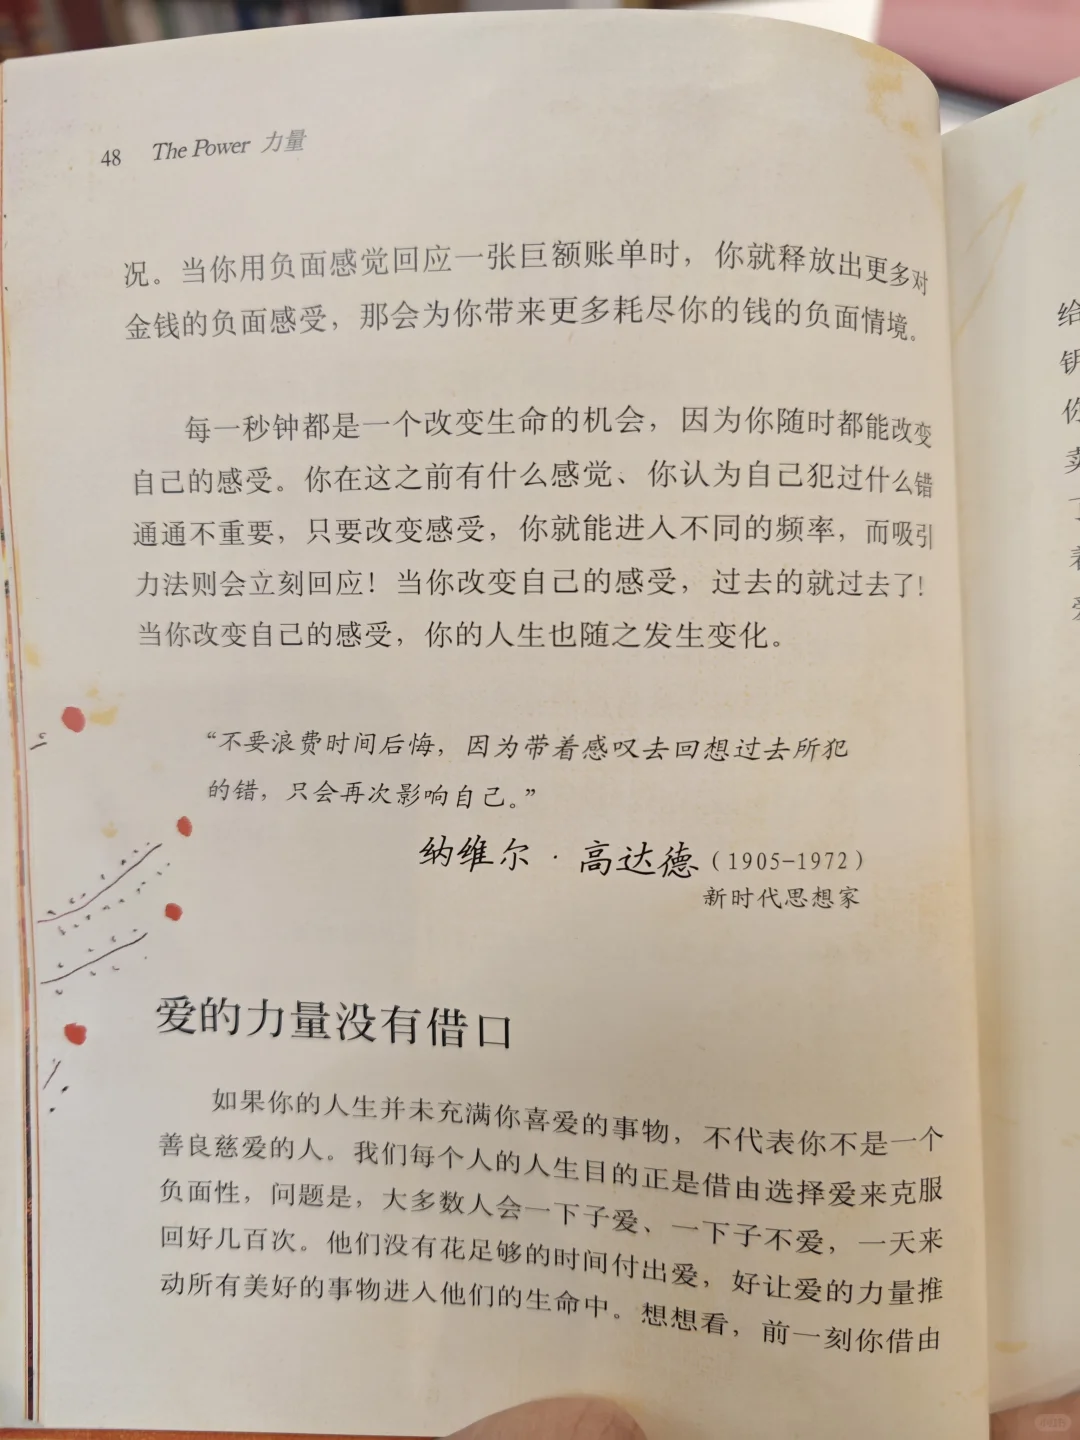 48 The Power 力量
况。当你用负面感觉回应一张巨额账单时，你就释放出更多对
金钱的负面感受，那会为你带来更多耗尽你的钱的负面情境。
每一秒钟都是一个改变生命的机会，因为你随时都能改变
自己的感受。你在这之前有什么感觉、你认为自己犯过什么错
通通不重要，只要改变感受，你就能进入不同的频率，而吸引
力法则会立刻回应！当你改变自己的感受，过去的就过去了！
当你改变自己的感受，你的人生也随之发生变化。
“不要浪费时间后悔，因为带着感叹去回想过去所犯
的错，只会再次影响自己。”
纳维尔·高达德（1905-1972）
新时代思想家
爱的力量没有借口
如果你的人生并未充满你喜爱的事物，不代表你不是一个
善良慈爱的人。我们每个人的人生目的正是借由选择爱来克服
负面性，问题是，大多数人会一下子爱、一下子不爱，一天来
回好几百次。他们没有花足够的时间付出爱，好让爱的力量推
动所有美好的事物进入他们的生命中。想想看，前一刻你借由
给
钥
你
卖
着
爱